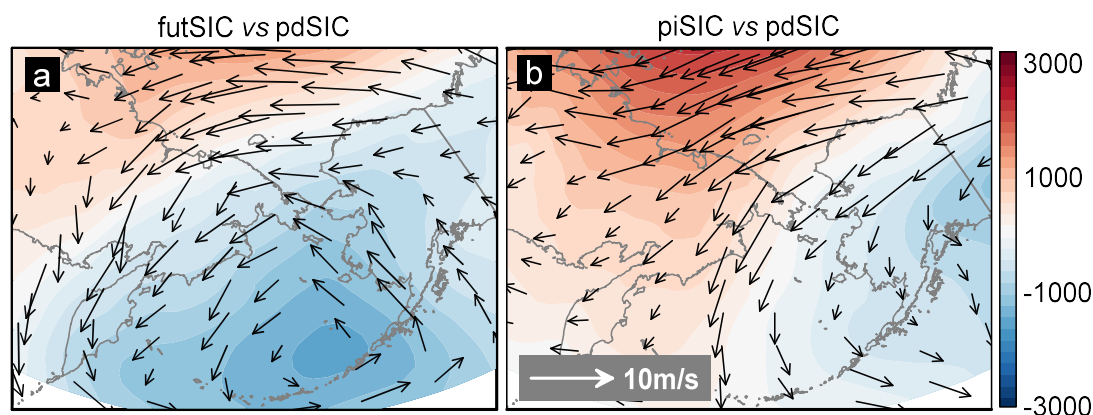 futSIC vs pdSIC
piSIC vs pdSIC
a
b
3000
1000
-1000
-3000
10m/s